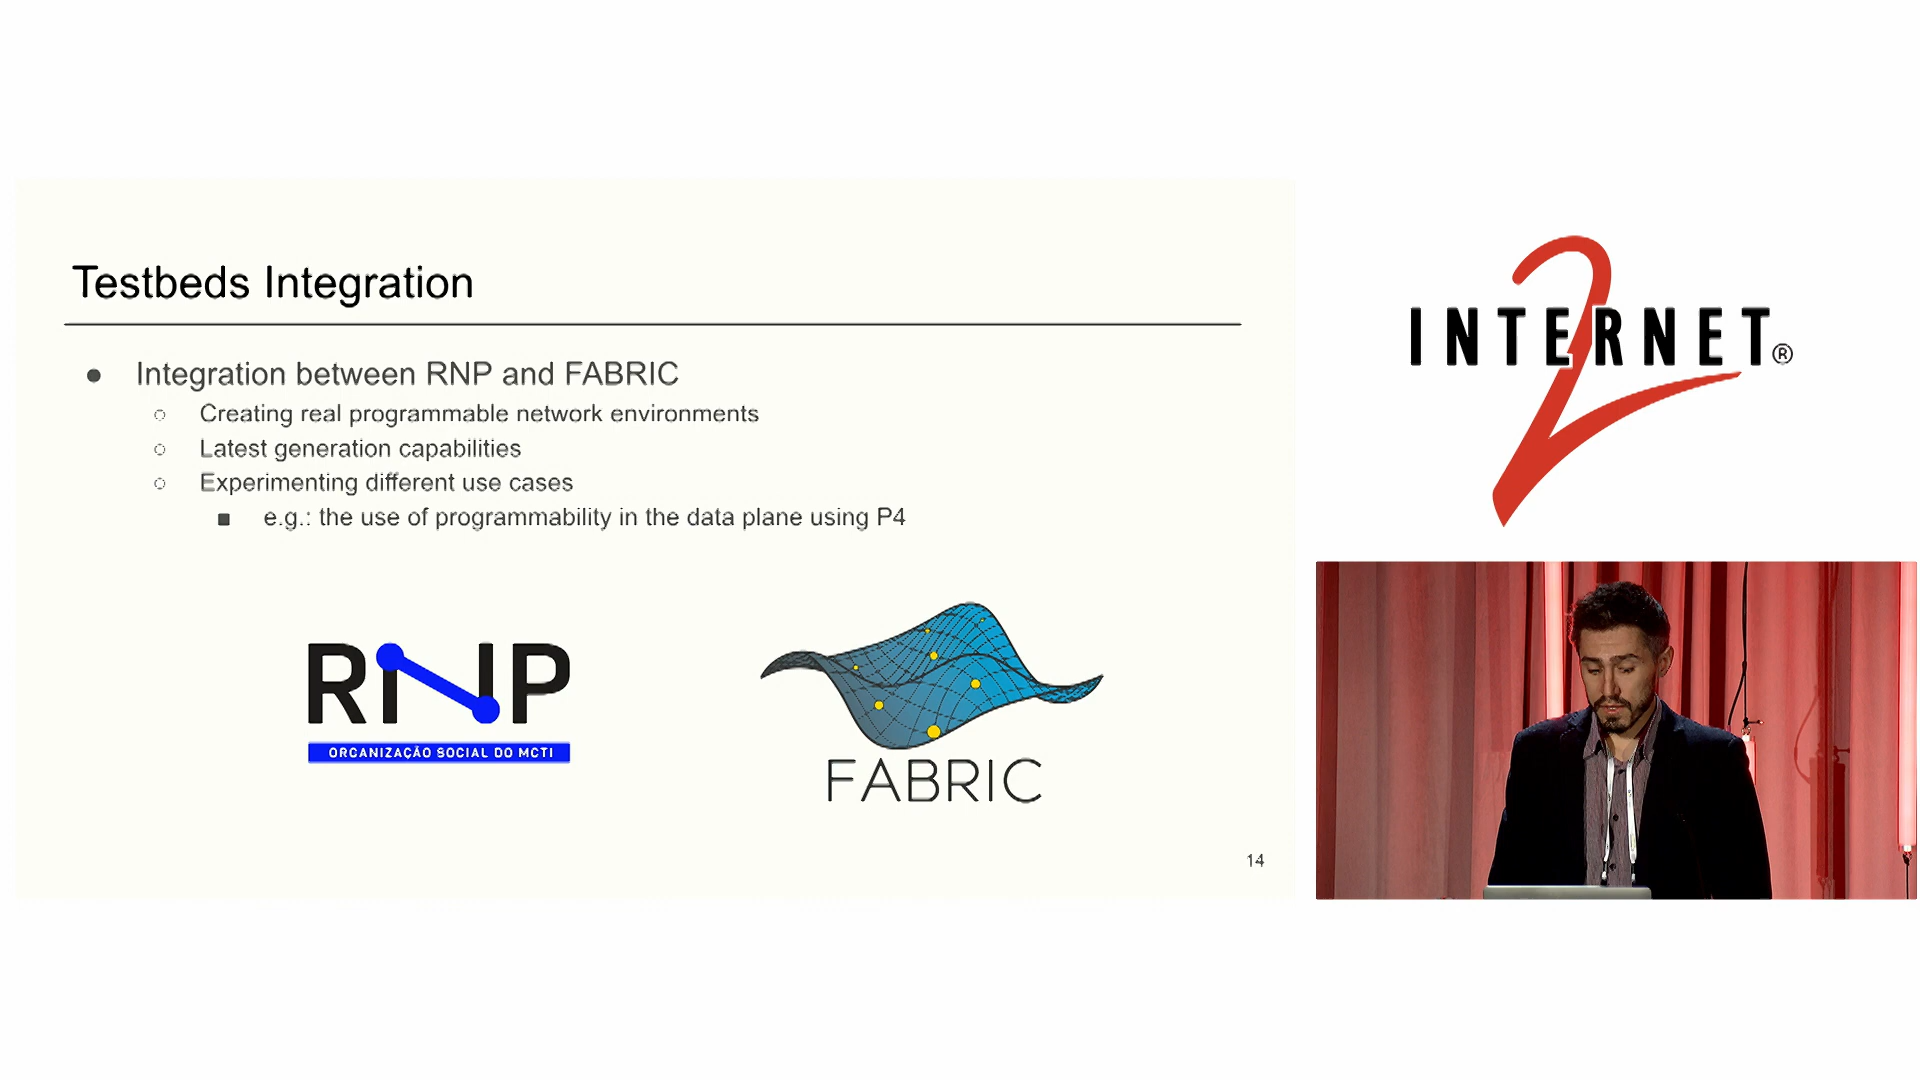 Testbeds Integration
● Integration between RNP and FABRIC
○ Creating real programmable network environments
○ Latest generation capabilities
○ Experimenting different use cases
■ e.g.: the use of programmability in the data plane using P4
RNP
ORGANIZAÇÃO SOCIAL DO MCTI
FABRIC
14
INTERNET®
2